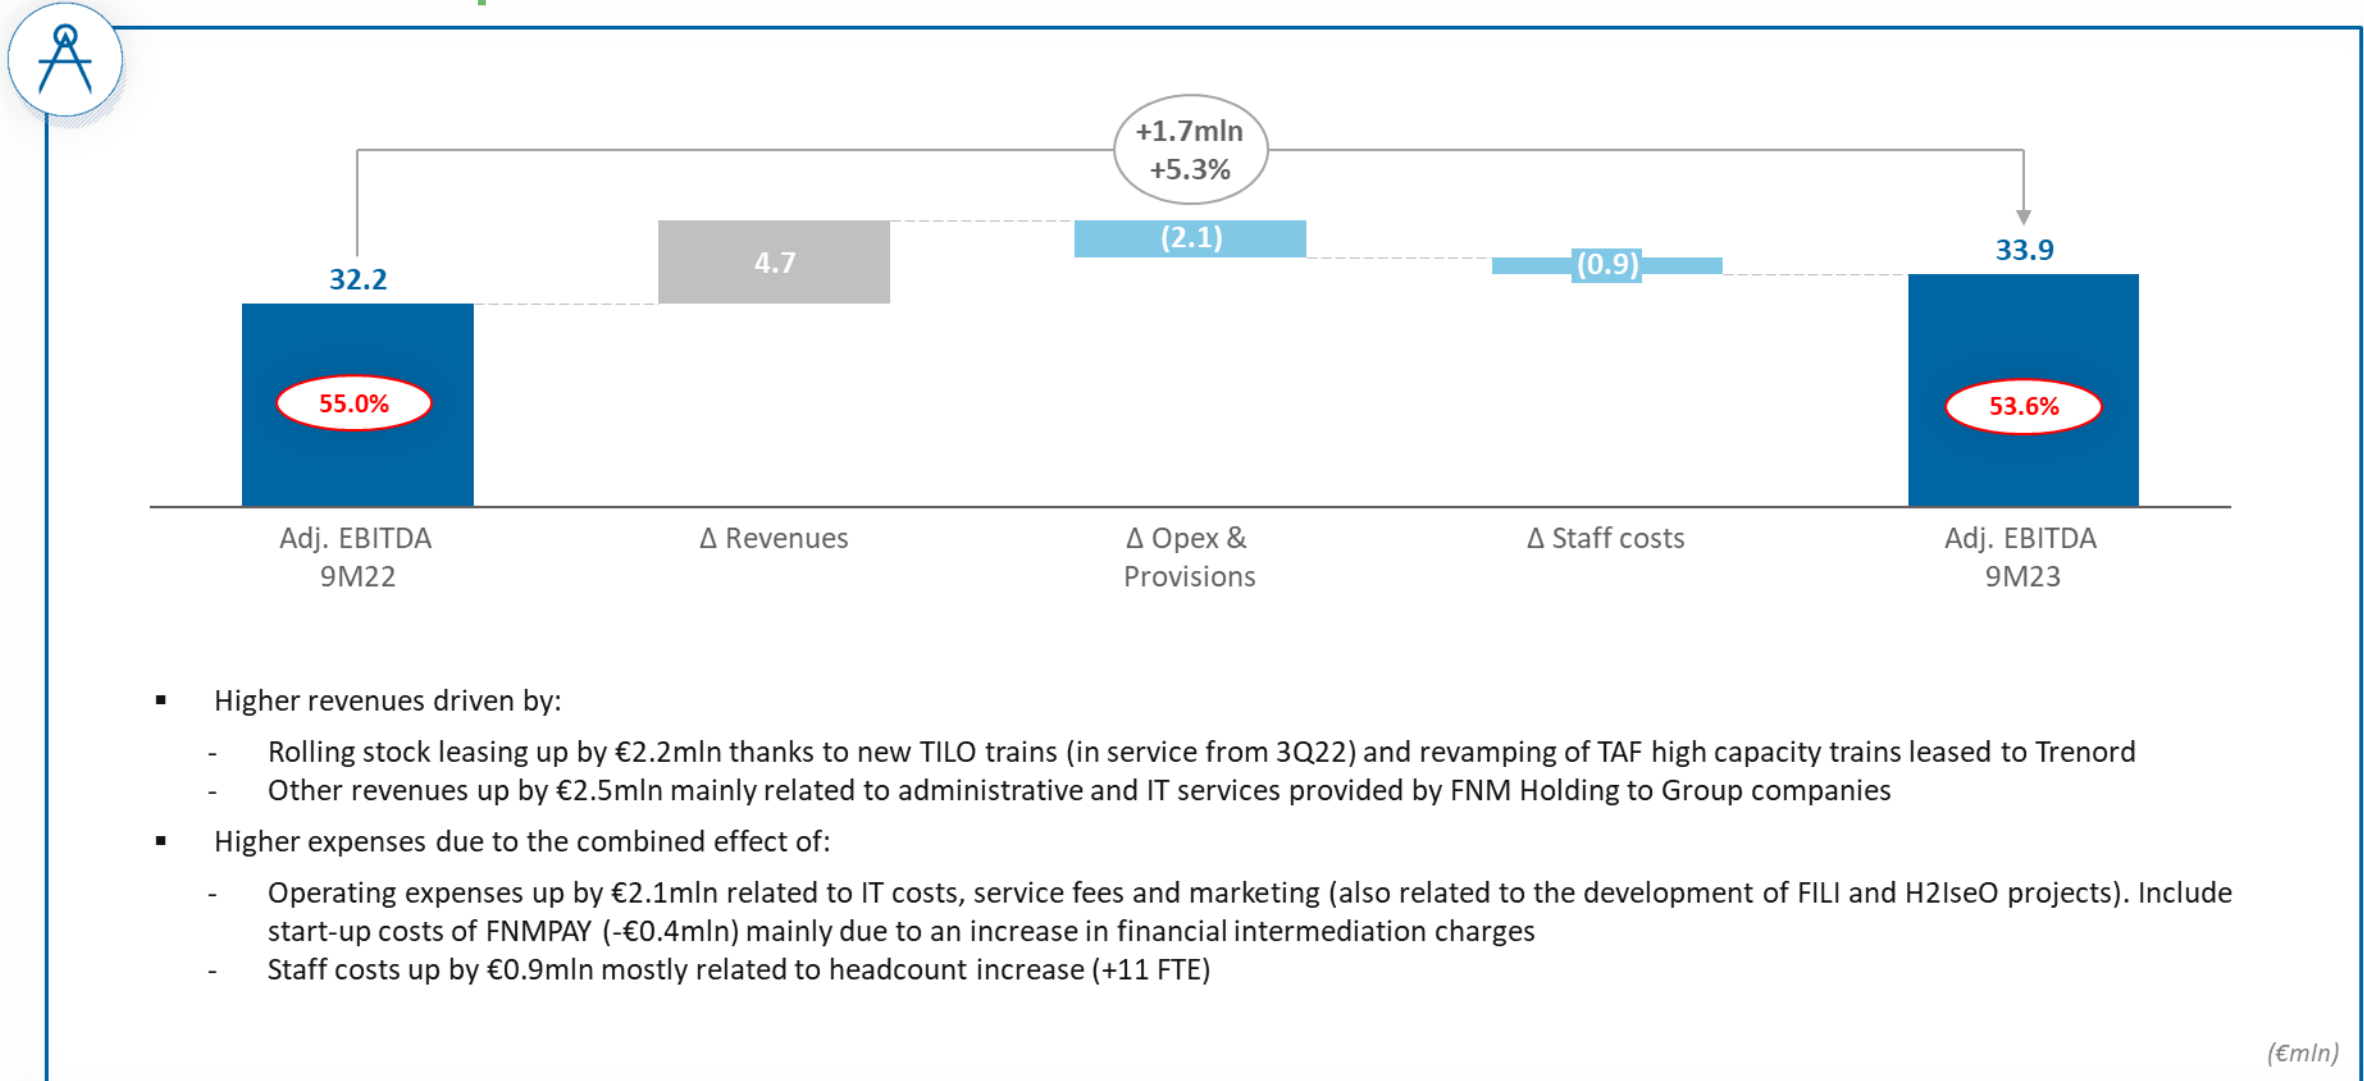 +1.7mln
+5.3%
32.2
4.7
(2.1)
(0.9)
33.9
55.0%
53.6%
Adj. EBITDA
9M22
Δ Revenues
Δ Opex &
Provisions
Δ Staff costs
Adj. EBITDA
9M23
▪ Higher revenues driven by:
- Rolling stock leasing up by €2.2mln thanks to new TILO trains (in service from 3Q22) and revamping of TAF high capacity trains leased to Trenord
- Other revenues up by €2.5mln mainly related to administrative and IT services provided by FNM Holding to Group companies
▪ Higher expenses due to the combined effect of:
- Operating expenses up by €2.1mln related to IT costs, service fees and marketing (also related to the development of FILI and H2IseO projects). Include
start-up costs of FNMPAY (-€0.4mln) mainly due to an increase in financial intermediation charges
- Staff costs up by €0.9mln mostly related to headcount increase (+11 FTE)
(€mln)